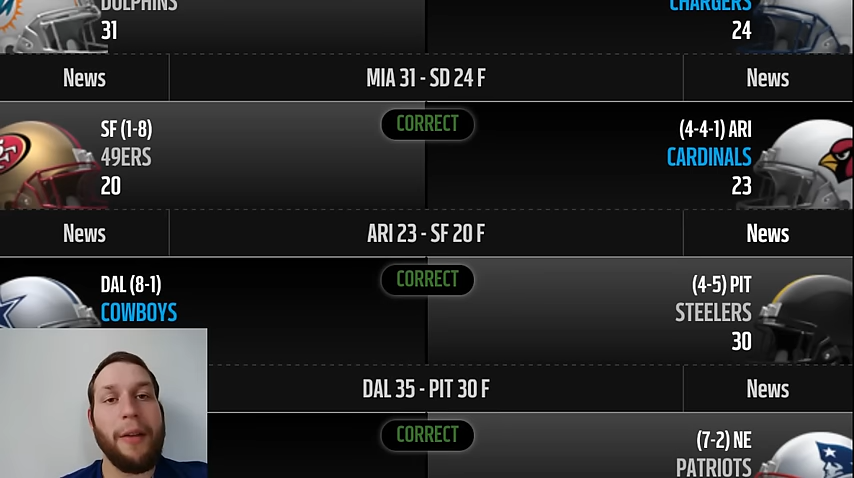 DOLPHINS CHARGERS
31 24
News MIA 31 - SD 24 F News
CORRECT
SF (1-8) (4-4-1) ARI
49ERS CARDINALS
20 23
News ARI 23 - SF 20 F News
CORRECT
DAL (8-1) (4-5) PIT
COWBOYS STEELERS
30
DAL 35 - PIT 30 F News
CORRECT
(7-2) NE
PATRIOTS